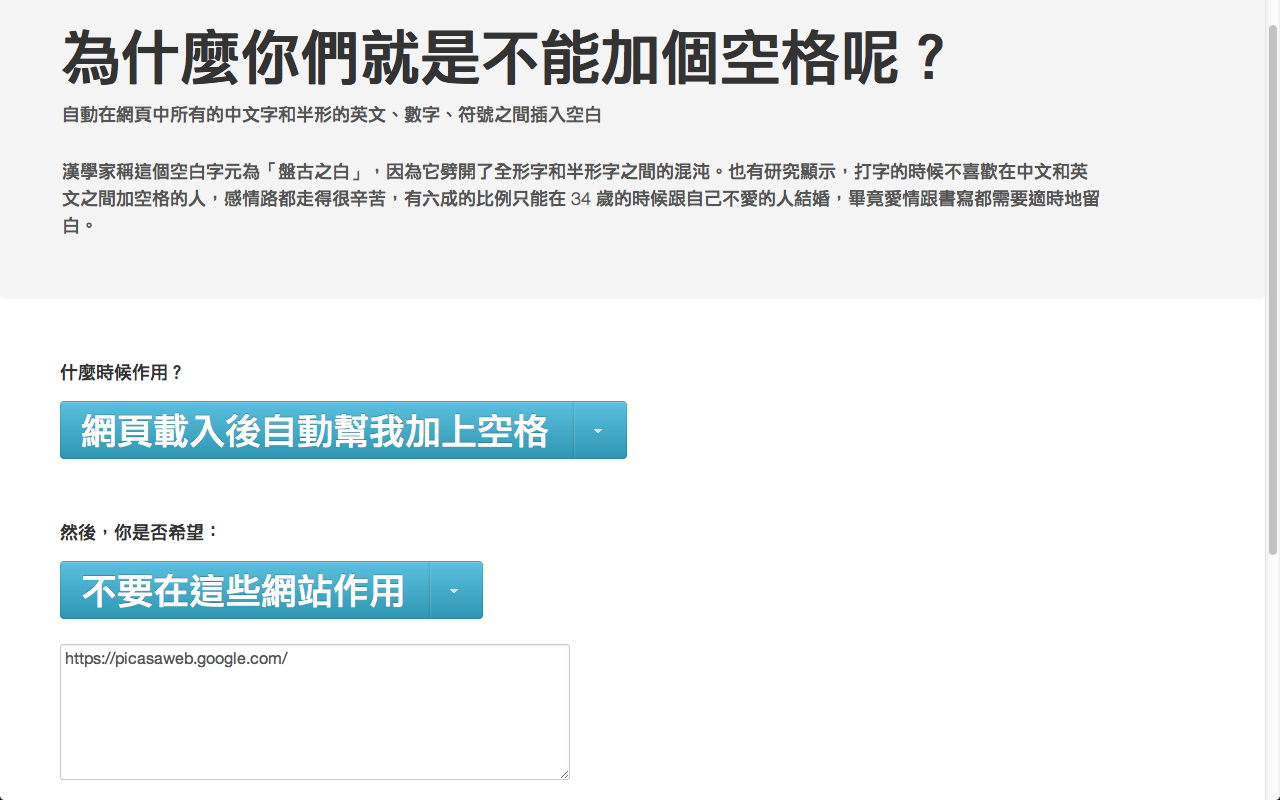 為什麼你們就是不能加個空格呢？
自動在網頁中所有的中文字和半形的英文、數字、符號之間插入空白
漢學家稱這個空白字元為「盤古之白」，因為它劈開了全形字和半形字之間的混沌。也有研究顯示，打字的時候不喜歡在中文和英
文之間加空格的人，感情路都走得很辛苦，有六成的比例只能在 34 歲的時候跟自己不愛的人結婚，畢竟愛情跟書寫都需要適時地留
白。
什麼時候作用？
網頁載入後自動幫我加上空格
然後，你是否希望：
不要在這些網站作用
https://picasaweb.google.com/